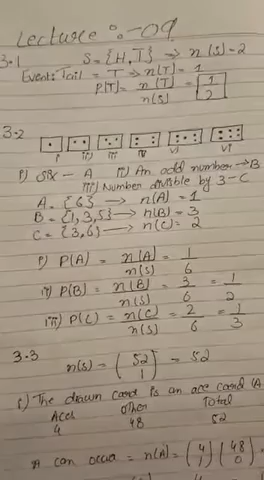 Lecture :- 09
3.1 S = {H, T} → n(S) = 2
Event: Tail = T → n(T) = 1
P(T) = n(T) / n(S) = 1/2
3.2
i) ii) iii) iv) v) vi)
i) six - A ii) An odd number → B
iii) Number divisible by 3 - C
A = {6} → n(A) = 1
B = {1, 3, 5} → n(B) = 3
C = {3, 6} → n(C) = 2
i) P(A) = n(A) / n(S) = 1/6
ii) P(B) = n(B) / n(S) = 3/6 = 1/2
iii) P(C) = n(C) / n(S) = 2/6 = 1/3
3.3
n(S) = (52 1) = 52
i) The drawn card is an ace card (A
Aces Other Total
4 48 52
A can occur = n(A) = (4 1) (48 0) =